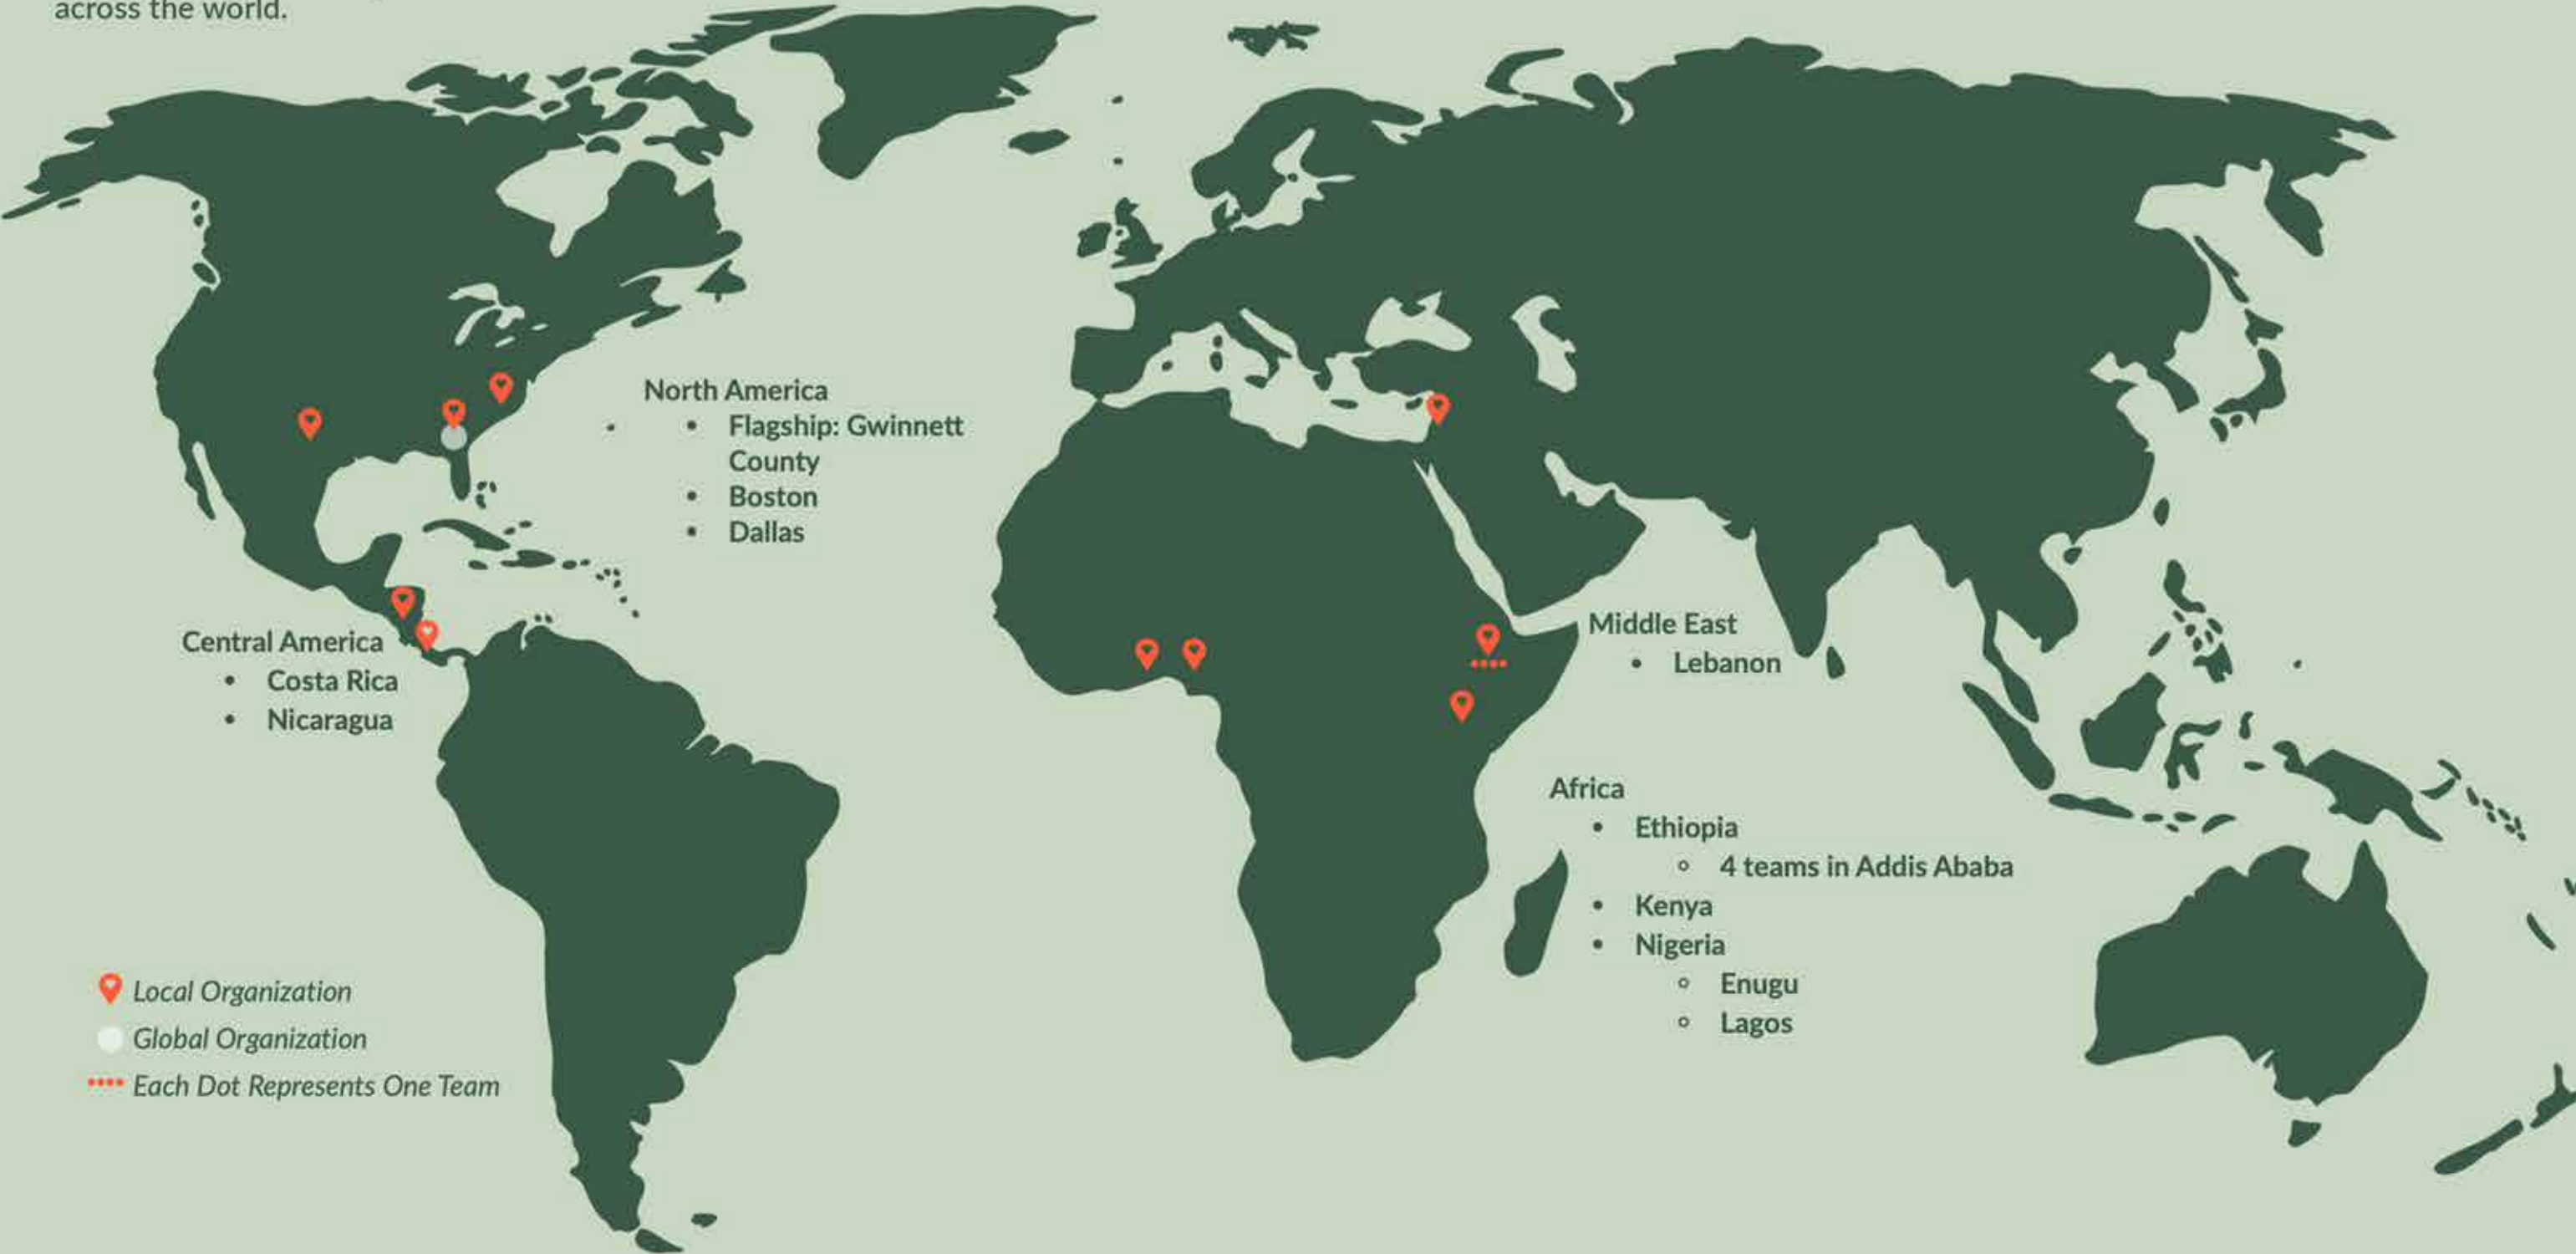 across the world.
North America
• Flagship: Gwinnett
County
• Boston
• Dallas
Central America
• Costa Rica
• Nicaragua
Middle East
• Lebanon
Africa
• Ethiopia
◦ 4 teams in Addis Ababa
• Kenya
• Nigeria
◦ Enugu
◦ Lagos
Local Organization
Global Organization
Each Dot Represents One Team